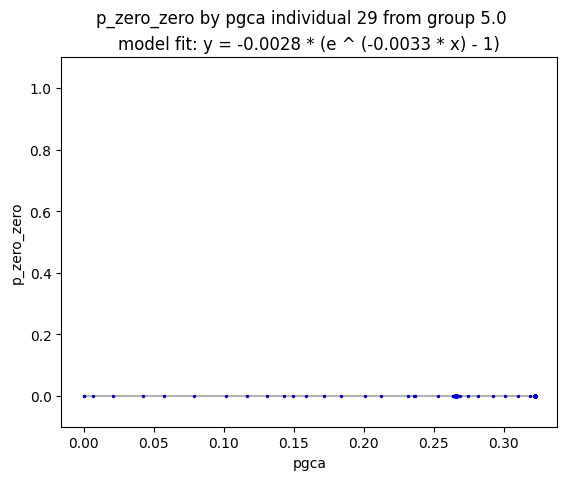 p_zero_zero by pgca individual 29 from group 5.0
model fit: y = -0.0028 * (e ^ (-0.0033 * x) - 1)
1.0
0.8
0.6
0.4
0.2
0.0
p_zero_zero
0.00 0.05 0.10 0.15 0.20 0.25 0.30
pgca